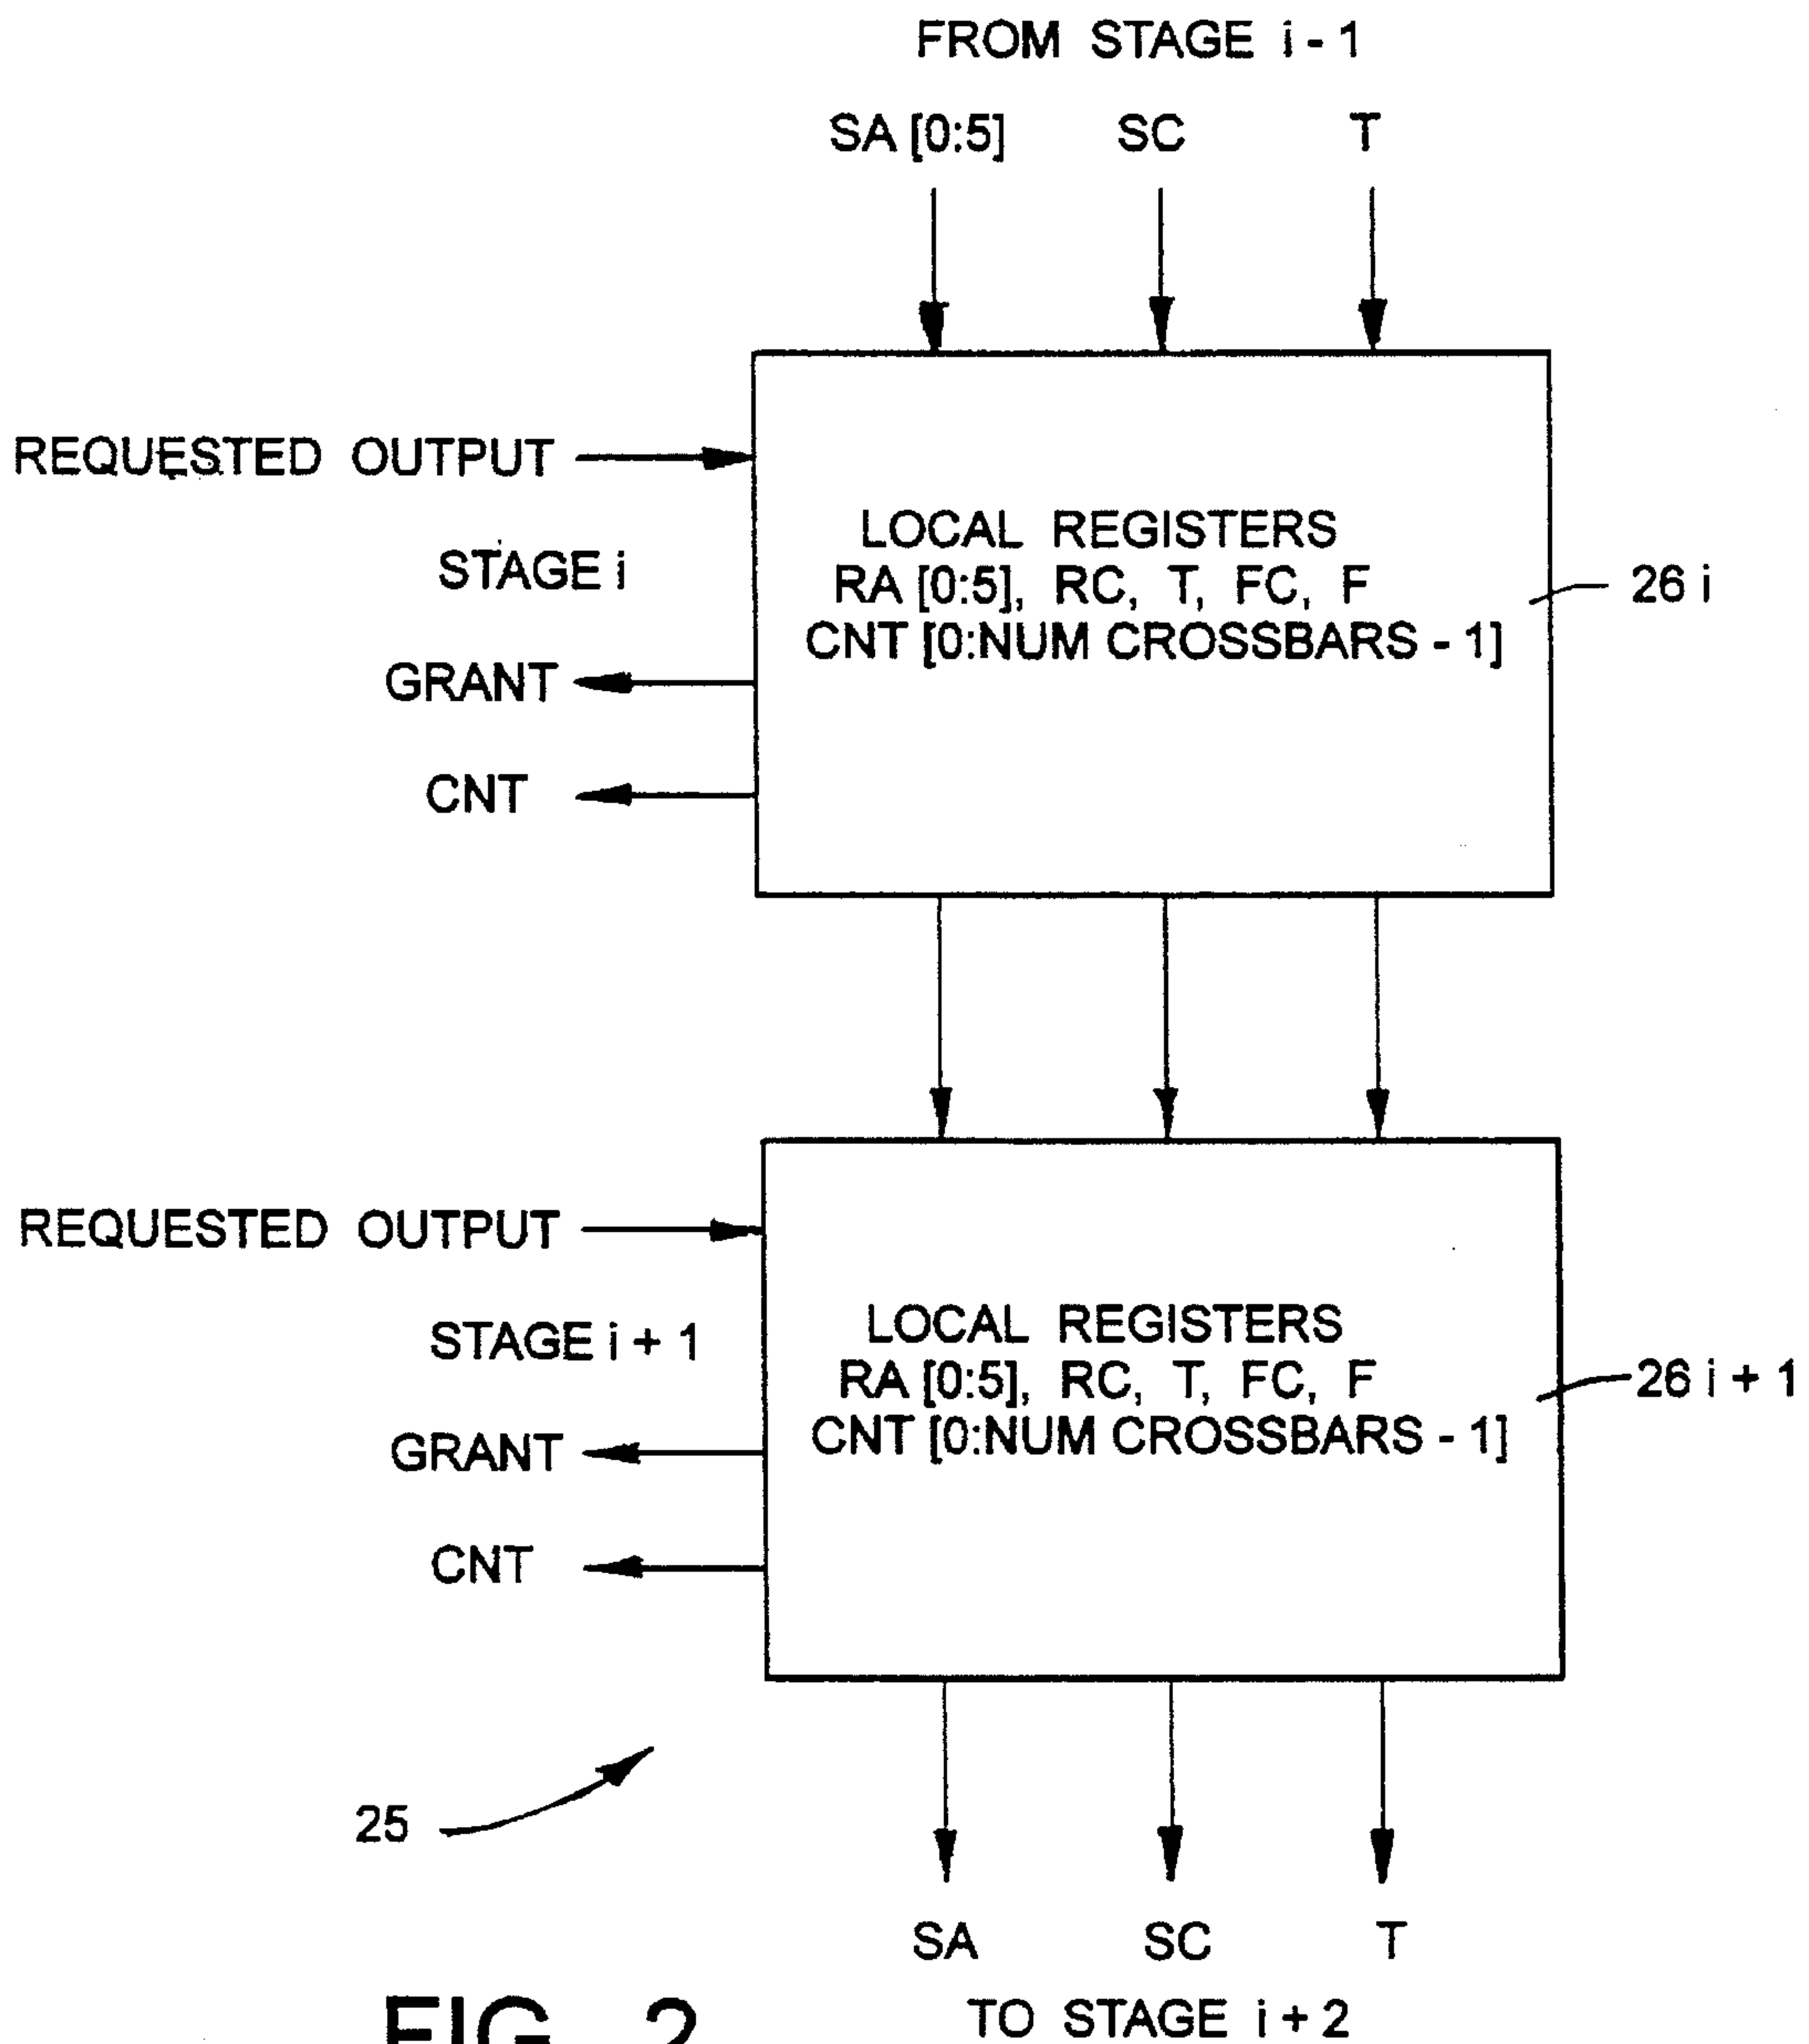 FROM STAGE i - 1
SA [0:5] SC T
REQUESTED OUTPUT
LOCAL REGISTERS
STAGE i
RA [0:5], RC, T, FC, F
26 i
CNT [0:NUM CROSSBARS - 1]
GRANT
CNT
REQUESTED OUTPUT
LOCAL REGISTERS
STAGE i + 1
RA [0:5], RC, T, FC, F
26 i + 1
CNT [0:NUM CROSSBARS - 1]
GRANT
CNT
25
SA SC T
TO STAGE i + 2
FIG. 2